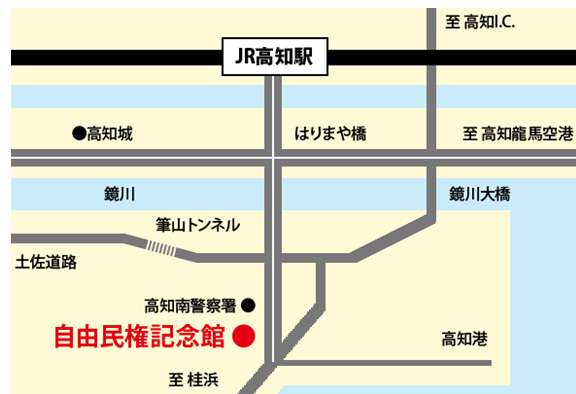 至 高知I.C.
JR高知駅
●高知城
はりまや橋
至 高知龍馬空港
鏡川
鏡川大橋
筆山トンネル
土佐道路
高知南警察署●
自由民権記念館●
高知港
至 桂浜